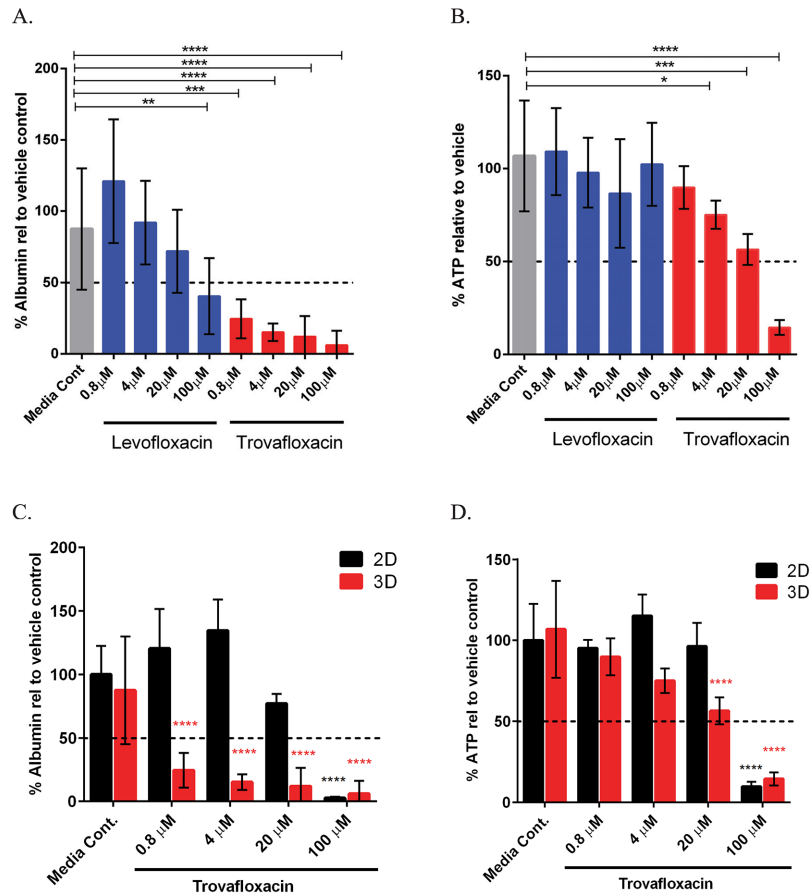 A.
% Albumin rel to vehicle control
200
150
100
50
0
****
****
****
***
**
Media Cont
0.8μM
4μM
20μM
100μM
0.8μM
4μM
20μM
100μM
Levofloxacin
Trovafloxacin
B.
% ATP relative to vehicle
150
100
50
0
****
***
*
Media Cont
0.8μM
4μM
20μM
100μM
0.8μM
4μM
20μM
100μM
Levofloxacin
Trovafloxacin
C.
% Albumin rel to vehicle control
200
150
100
50
0
2D
3D
****
****
****
****
****
Media Cont.
0.8 μM
4 μM
20 μM
100 μM
Trovafloxacin
D.
% ATP rel to vehicle control
150
100
50
0
2D
3D
****
****
****
Media Cont.
0.8 μM
4 μM
20 μM
100 μM
Trovafloxacin